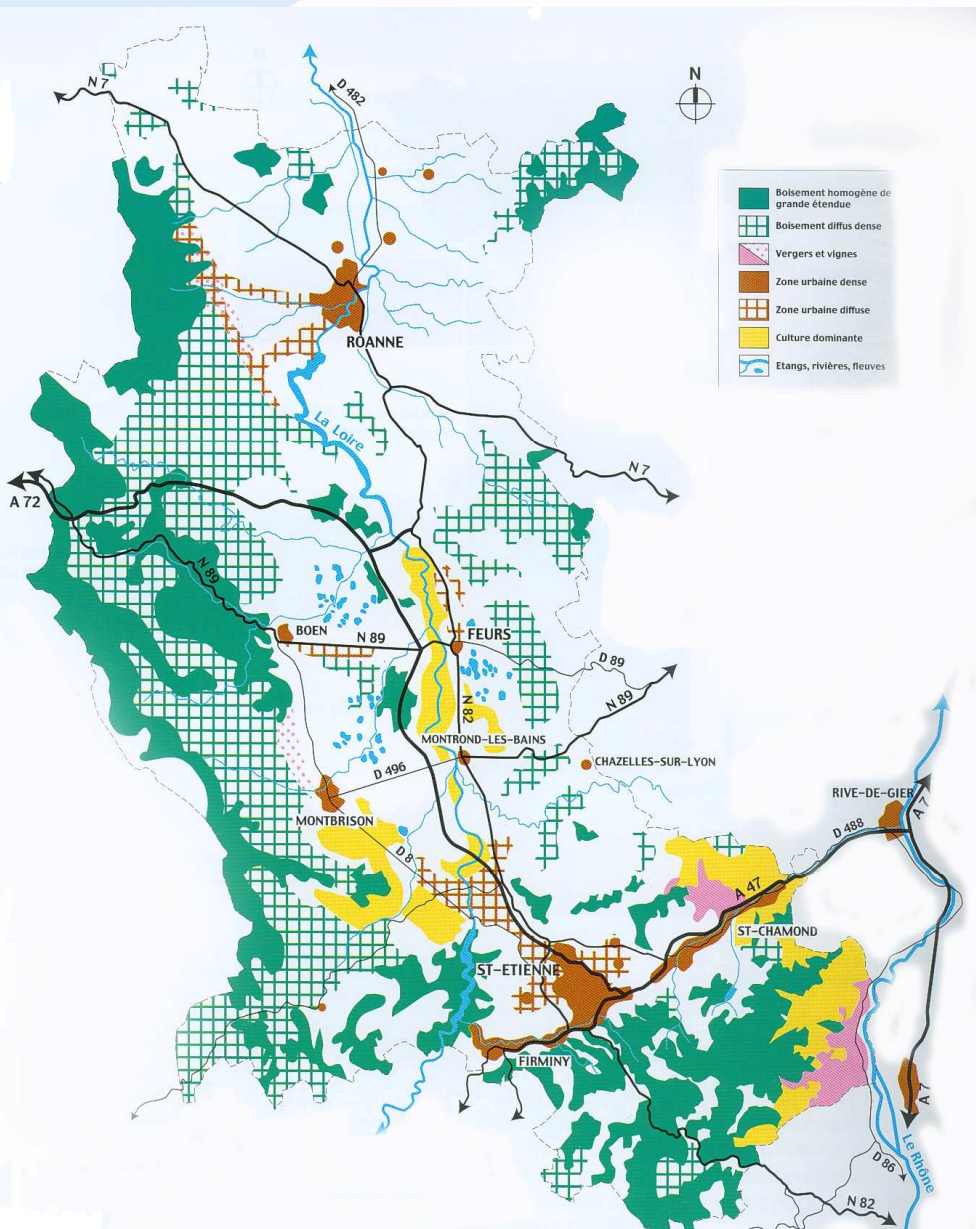 N 7
D 482
N
Boisement homogène de
grande étendue
Boisement diffus dense
Vergers et vignes
Zone urbaine dense
Zone urbaine diffuse
Culture dominante
Etangs, rivières, fleuves
ROANNE
La Loire
N 7
A 72
N 89
BOEN
N 89
FEURS
D 89
N 89
N 82
MONTROND-LES-BAINS
CHAZELLES-SUR-LYON
D 496
RIVE-DE-GIER
A 7
MONTBRISON
D 488
D 8
A 47
ST-CHAMOND
ST-ETIENNE
FIRMINY
A 7
Le Rhône
D 86
N 82